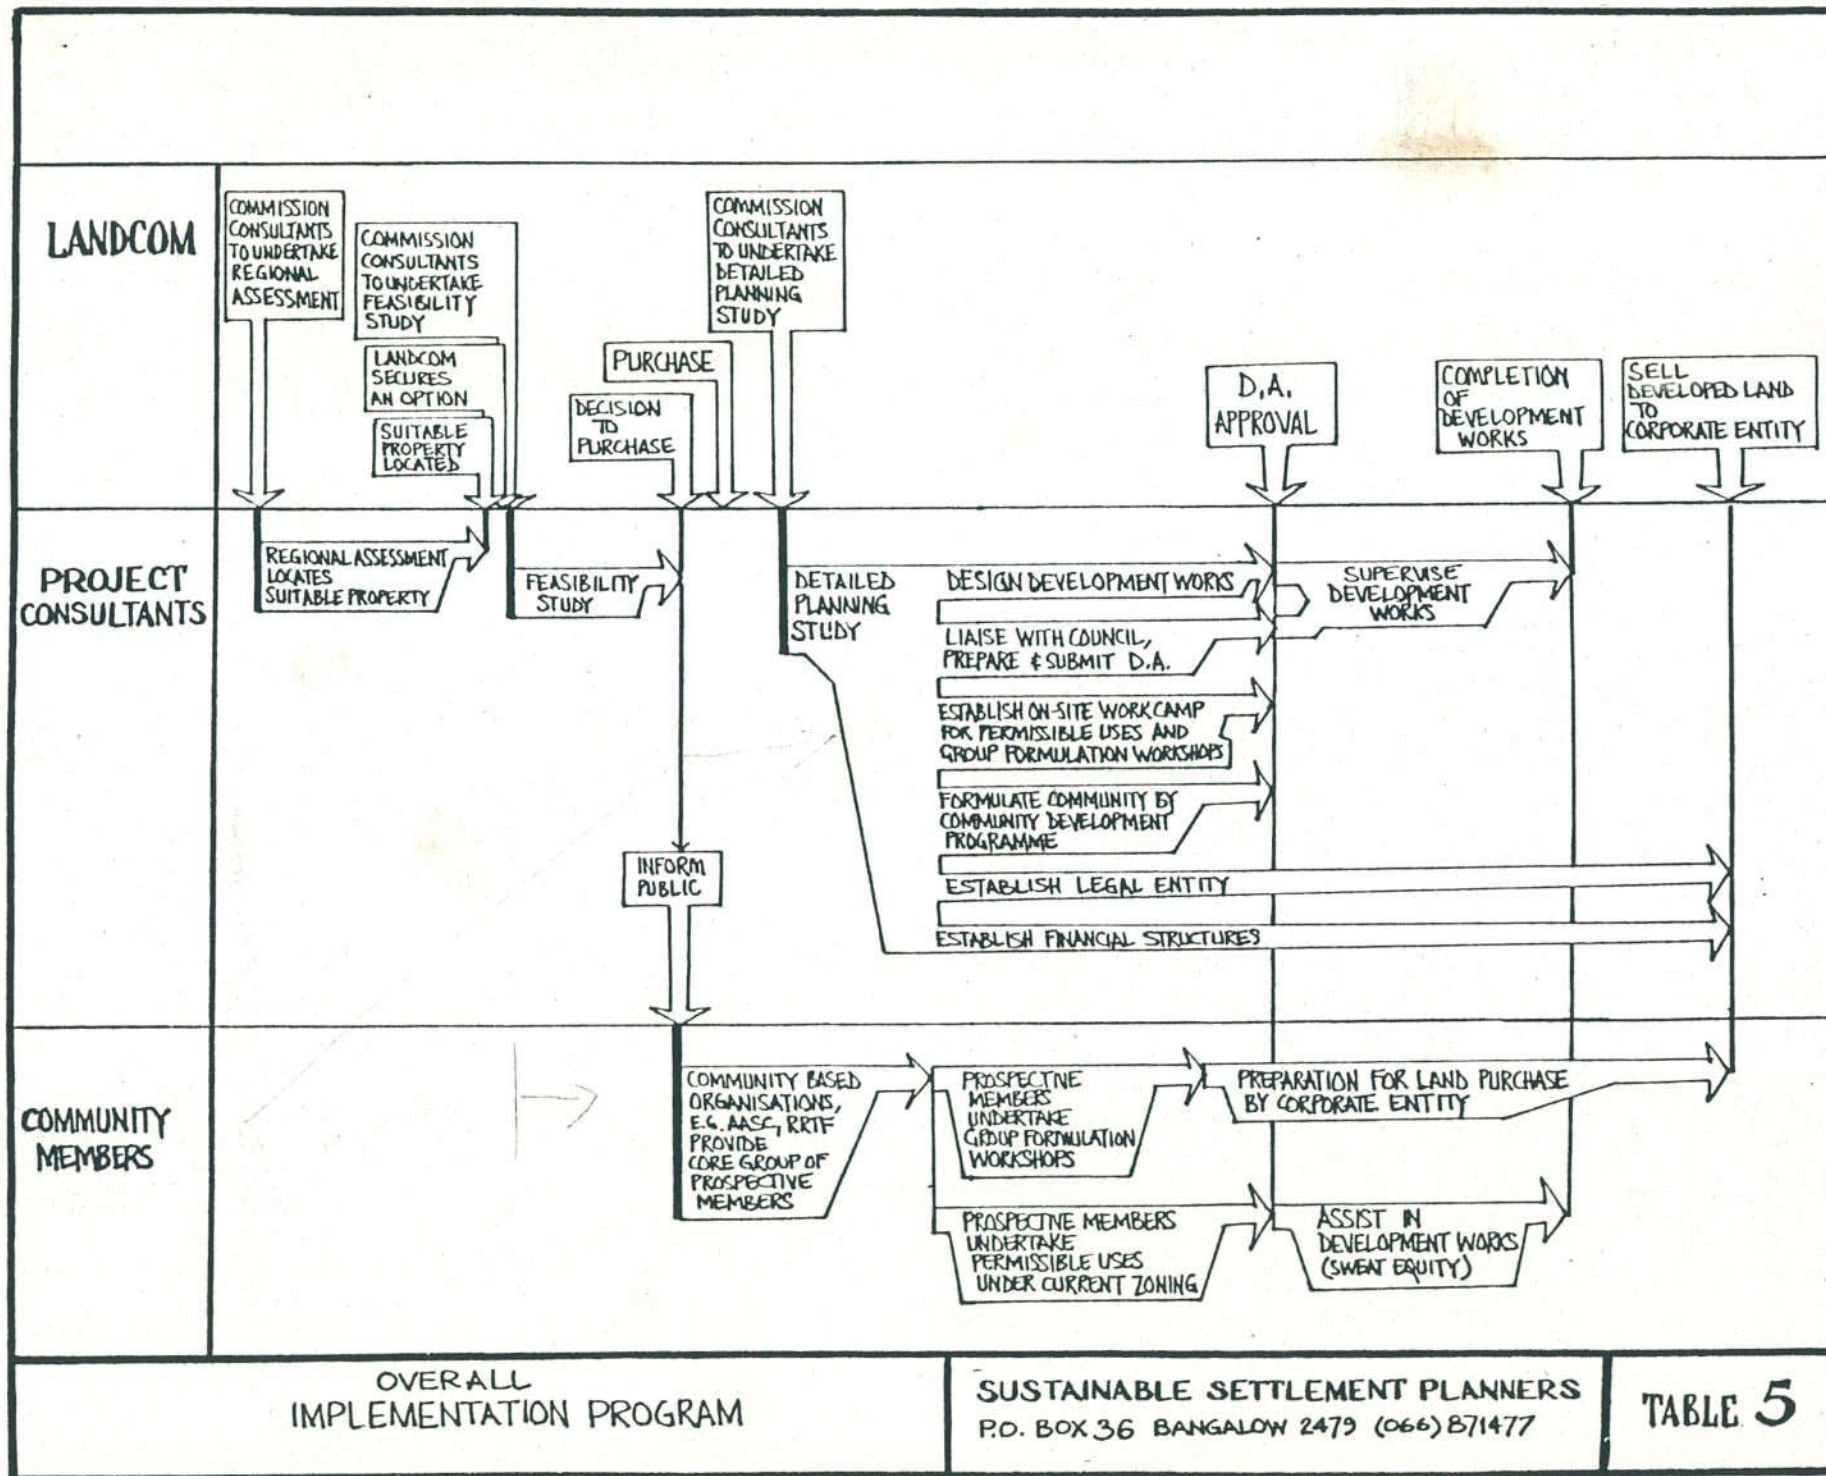 LANDCOM
COMMISSION
CONSULTANTS
TO UNDERTAKE
REGIONAL
ASSESSMENT
COMMISSION
CONSULTANTS
TO UNDERTAKE
FEASIBILITY
STUDY
LANDCOM
SECURES
AN OPTION
SUITABLE
PROPERTY
LOCATED
PURCHASE
DECISION
TO
PURCHASE
COMMISSION
CONSULTANTS
TO UNDERTAKE
DETAILED
PLANNING
STUDY
D.A.
APPROVAL
COMPLETION
OF
DEVELOPMENT
WORKS
SELL
DEVELOPED LAND
TO
CORPORATE ENTITY
PROJECT
CONSULTANTS
REGIONAL ASSESSMENT
LOCATES
SUITABLE PROPERTY
FEASIBILITY
STUDY
DETAILED
PLANNING
STUDY
DESIGN DEVELOPMENT WORKS
LIAISE WITH COUNCIL,
PREPARE & SUBMIT D.A.
ESTABLISH ON-SITE WORK CAMP
FOR PERMISSIBLE USES AND
GROUP FORMULATION WORKSHOPS
FORMULATE COMMUNITY BY
COMMUNITY DEVELOPMENT
PROGRAMME
ESTABLISH LEGAL ENTITY
ESTABLISH FINANCIAL STRUCTURES
SUPERVISE
DEVELOPMENT
WORKS
INFORM
PUBLIC
COMMUNITY
MEMBERS
COMMUNITY BASED
ORGANISATIONS,
E.G. AASC, RRTF
PROVIDE
CORE GROUP OF
PROSPECTIVE
MEMBERS
PROSPECTIVE
MEMBERS
UNDERTAKE
GROUP FORMULATION
WORKSHOPS
PREPARATION FOR LAND PURCHASE
BY CORPORATE ENTITY
PROSPECTIVE MEMBERS
UNDERTAKE
PERMISSIBLE USES
UNDER CURRENT ZONING
ASSIST IN
DEVELOPMENT WORKS
(SWEAT EQUITY)
OVERALL
IMPLEMENTATION PROGRAM
SUSTAINABLE SETTLEMENT PLANNERS
P.O. BOX 36 BANGALOW 2479 (066) 871477
TABLE 5